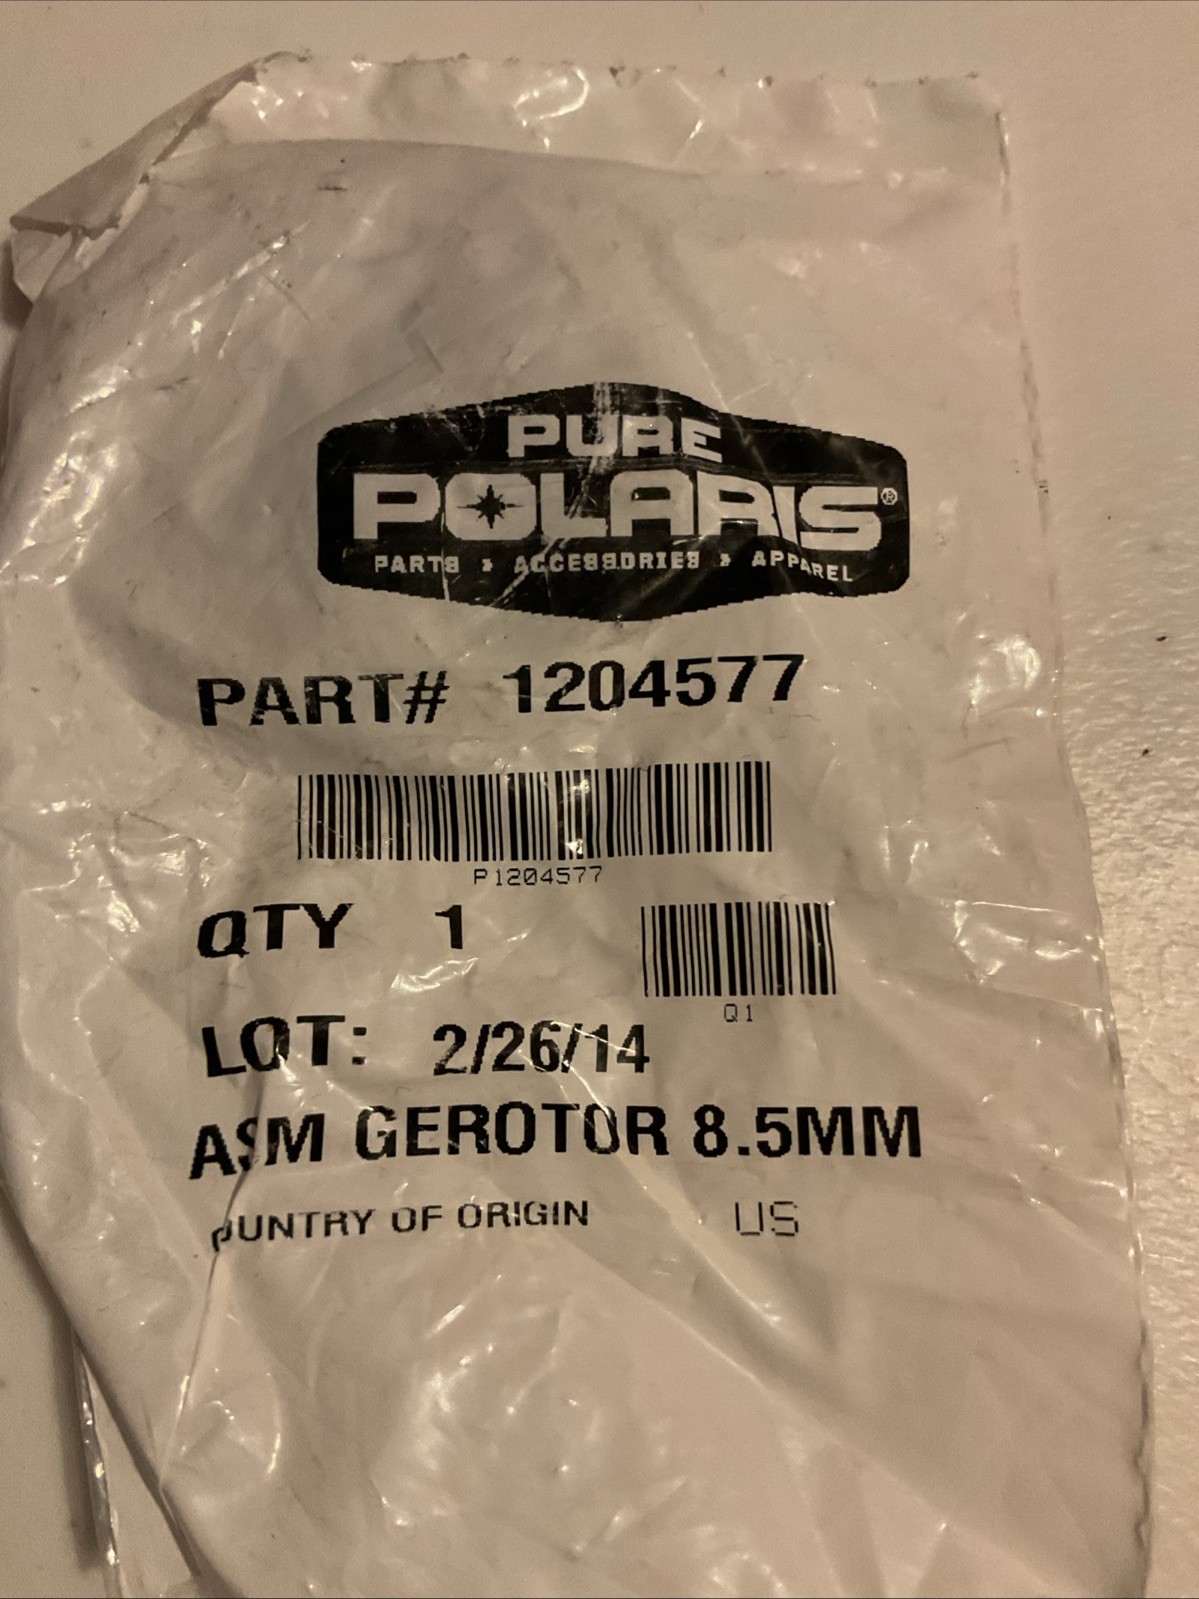 PURE
POLARIS®
PARTS ACCESSORIES APPAREL
PART# 1204577
P1204577
QTY 1
Q1
LOT: 2/26/14
ASM GEROTOR 8.5MM
OUNTRY OF ORIGIN US